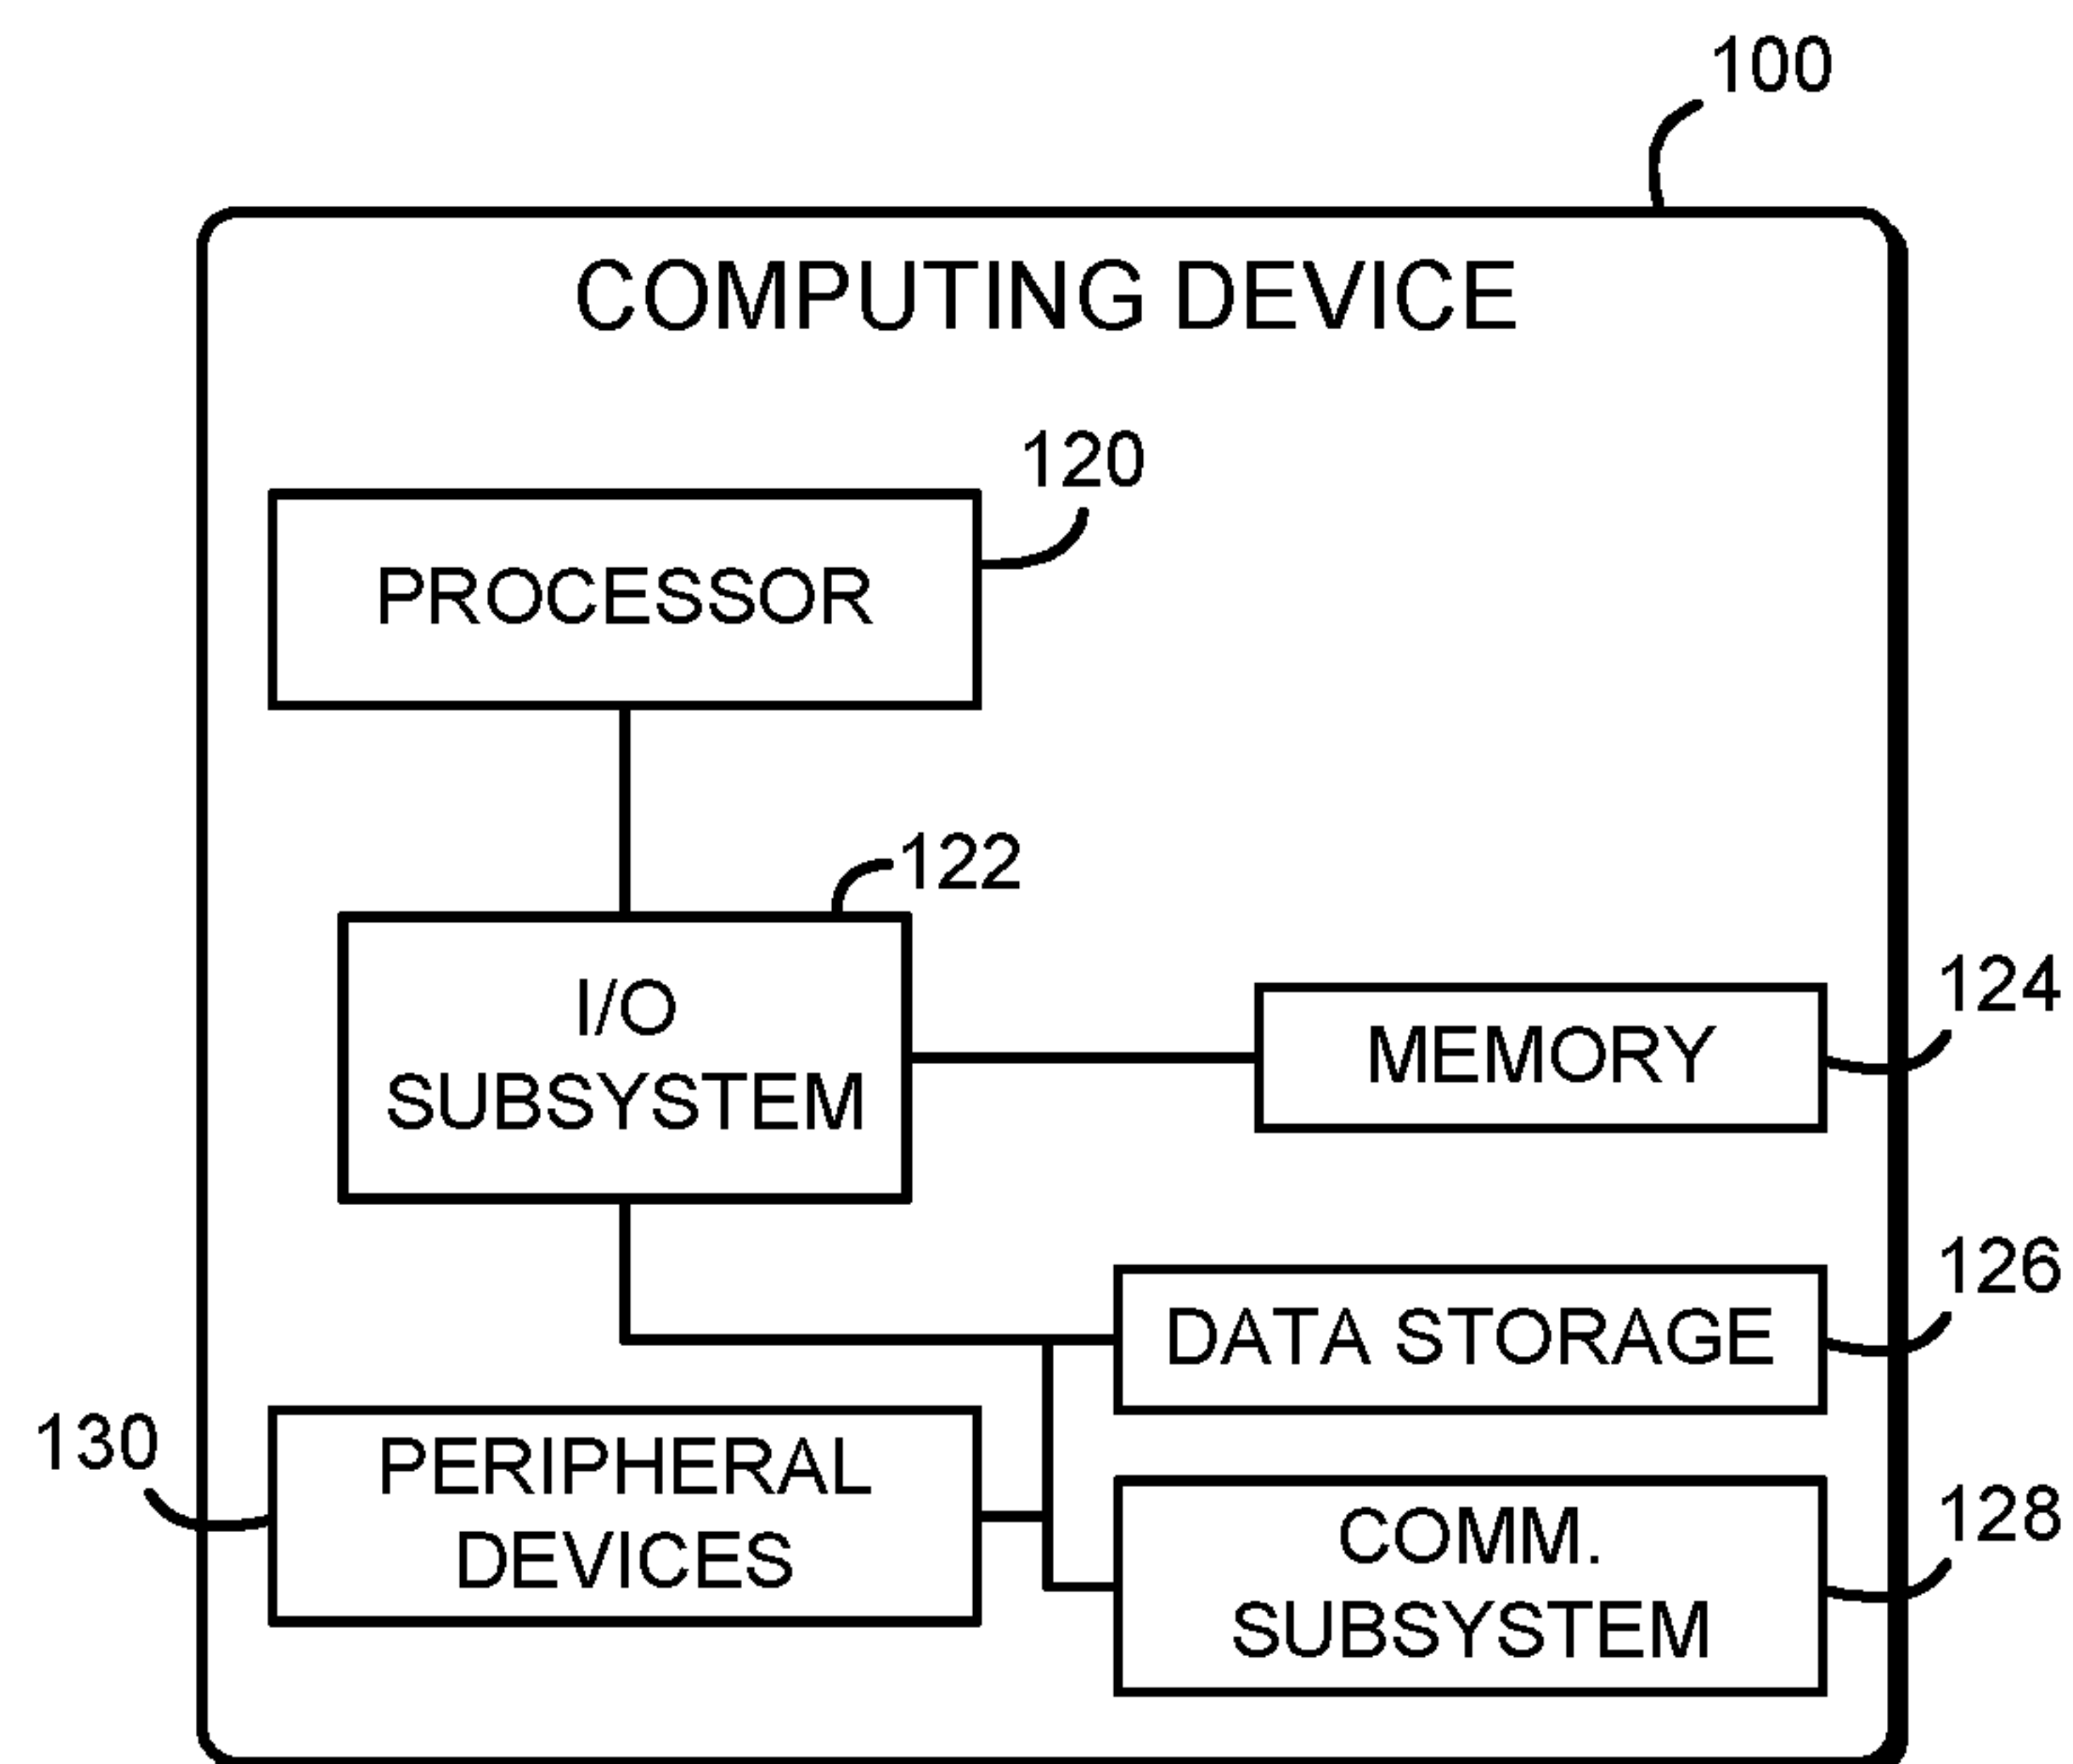 100
COMPUTING DEVICE
120
PROCESSOR
122
I/O
SUBSYSTEM
124
MEMORY
126
DATA STORAGE
130
PERIPHERAL
DEVICES
128
COMM.
SUBSYSTEM